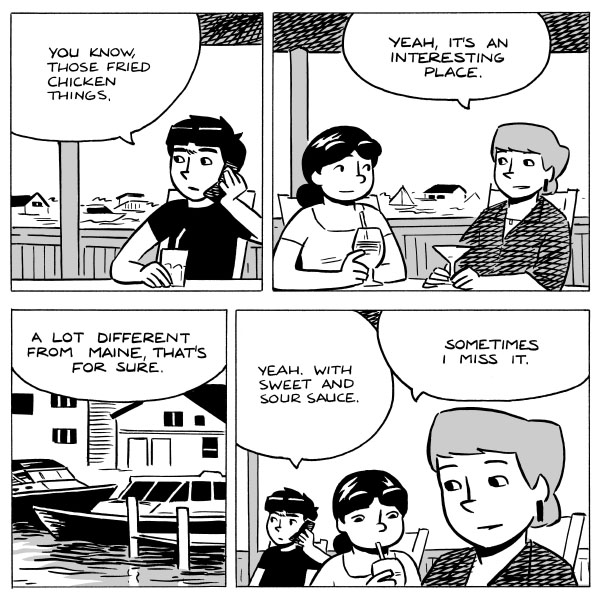 YOU KNOW,
THOSE FRIED
CHICKEN
THINGS.
YEAH, IT'S AN
INTERESTING
PLACE.
A LOT DIFFERENT
FROM MAINE, THAT'S
FOR SURE.
YEAH. WITH
SWEET AND
SOUR SAUCE.
SOMETIMES
I MISS IT.